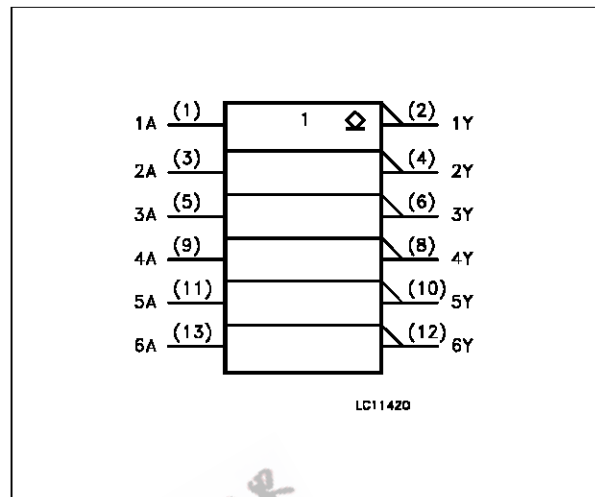 1A (1) 1 (2) 1Y
2A (3) (4) 2Y
3A (5) (6) 3Y
4A (9) (8) 4Y
5A (11) (10) 5Y
6A (13) (12) 6Y
LC11420